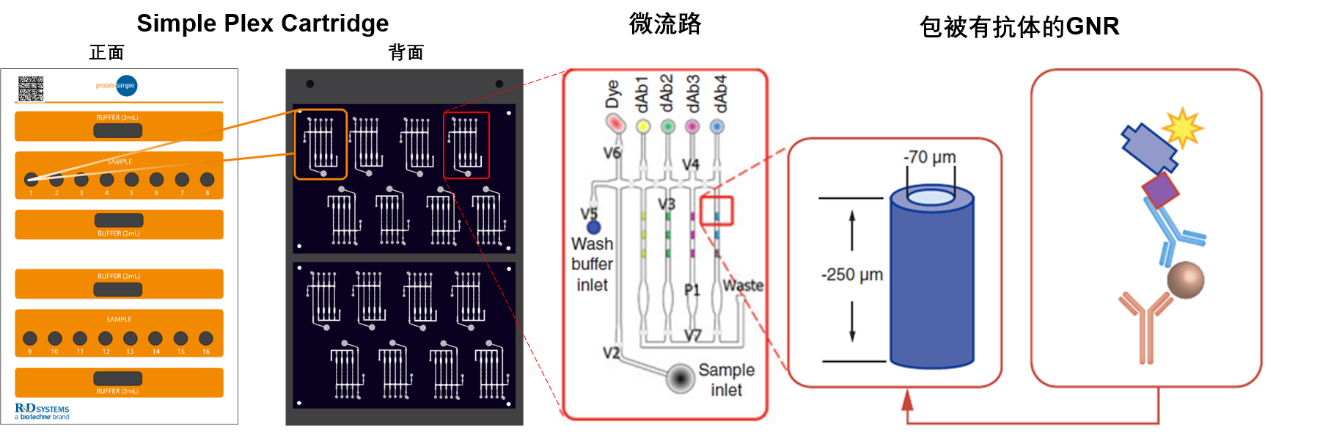 Simple Plex Cartridge
微流路
包被有抗体的GNR
正面
背面
proteinsimple
BUFFER (2mL)
SAMPLE
1 2 3 4 5 6 7 8
BUFFER (2mL)
BUFFER (2mL)
SAMPLE
9 10 11 12 13 14 15 16
BUFFER (2mL)
R&D SYSTEMS
a biotechne brand
Dye
dAb1
dAb2
dAb3
dAb4
V6
V4
V3
V5
Wash
buffer
inlet
P1
Waste
V7
V2
Sample
inlet
-70 µm
-250 µm